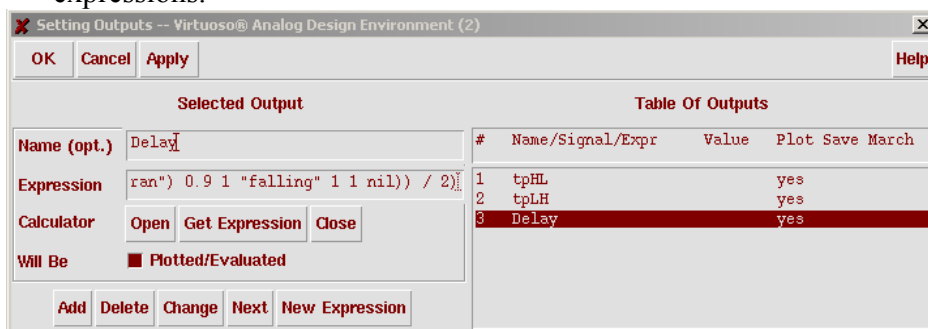 expressions.
Setting Outputs -- Virtuoso® Analog Design Environment (2)
OK Cancel Apply Help
Selected Output
Name (opt.) Delay
Expression ran") 0.9 1 "falling" 1 1 nil)) / 2)
Calculator Open Get Expression Close
Will Be Plotted/Evaluated
Add Delete Change Next New Expression
Table Of Outputs
# Name/Signal/Expr Value Plot Save March
1 tpHL yes
2 tpLH yes
3 Delay yes